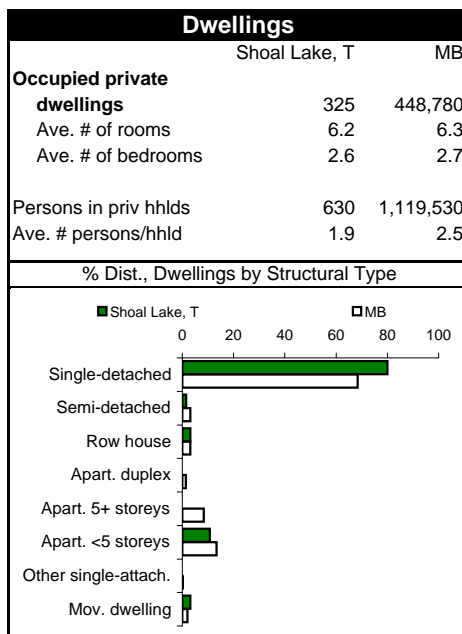 Dwellings
Shoal Lake, T MB
Occupied private
dwellings 325 448,780
Ave. # of rooms 6.2 6.3
Ave. # of bedrooms 2.6 2.7
Persons in priv hhlds 630 1,119,530
Ave. # persons/hhld 1.9 2.5
% Dist., Dwellings by Structural Type
Shoal Lake, T MB
0 20 40 60 80 100
Single-detached
Semi-detached
Row house
Apart. duplex
Apart. 5+ storeys
Apart. <5 storeys
Other single-attach.
Mov. dwelling